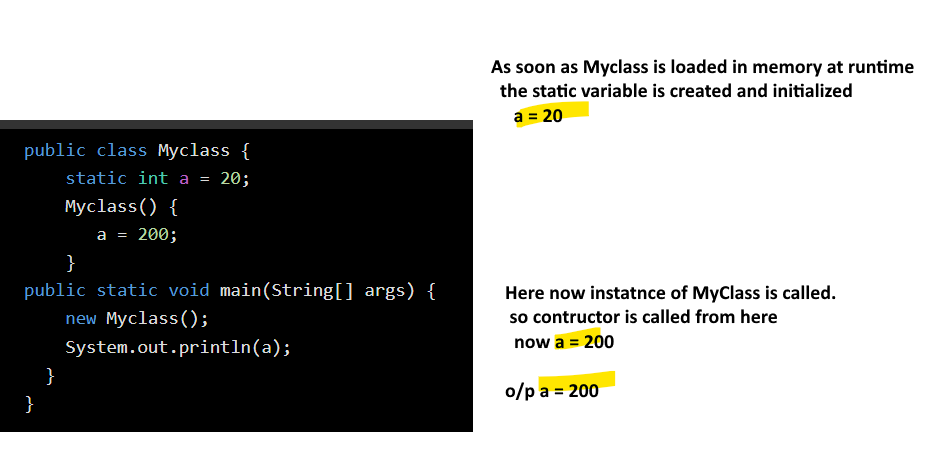 As soon as Myclass is loaded in memory at runtime
the static variable is created and initialized
a = 20
public class Myclass {
static int a = 20;
Myclass() {
a = 200;
}
public static void main(String[] args) {
new Myclass();
System.out.println(a);
}
}
Here now instatnce of MyClass is called.
so contructor is called from here
now a = 200
o/p a = 200